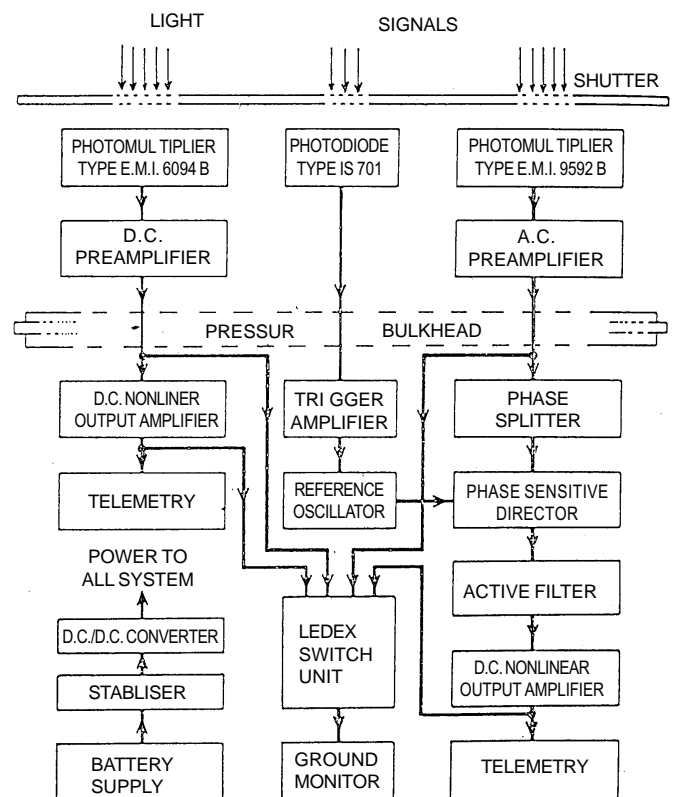 LIGHT
SIGNALS
SHUTTER
PHOTOMUL TIPLIER
TYPE E.M.I. 6094 B
PHOTODIODE
TYPE IS 701
PHOTOMUL TIPLIER
TYPE E.M.I. 9592 B
D.C.
PREAMPLIFIER
A.C.
PREAMPLIFIER
PRESSUR
BULKHEAD
D.C. NONLINER
OUTPUT AMPLIFIER
TRI GGER
AMPLIFIER
PHASE
SPLITTER
TELEMETRY
REFERENCE
OSCILLATOR
PHASE SENSITIVE
DIRECTOR
POWER TO
ALL SYSTEM
ACTIVE FILTER
D.C./D.C. CONVERTER
LEDEX
SWITCH
UNIT
STABLISER
D.C. NONLINEAR
OUTPUT AMPLIFIER
BATTERY
SUPPLY
GROUND
MONITOR
TELEMETRY